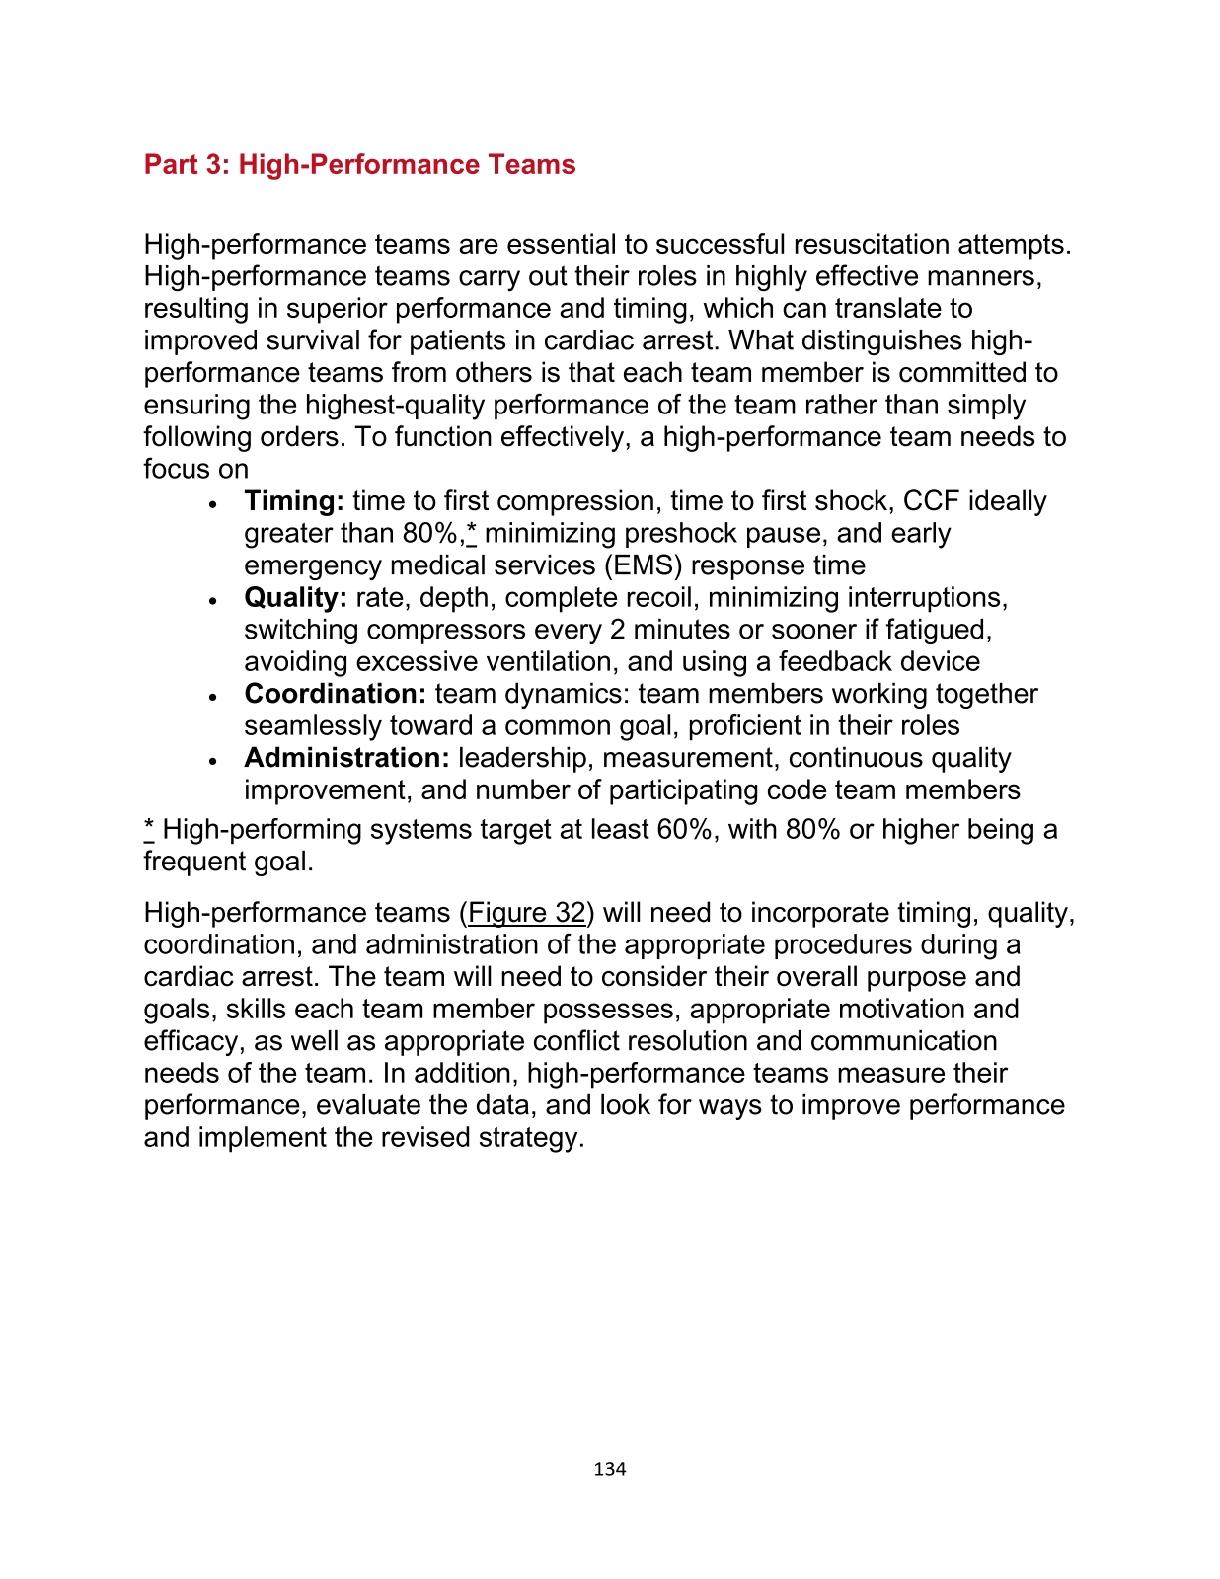 Part 3: High-Performance Teams
High-performance teams are essential to successful resuscitation attempts.
High-performance teams carry out their roles in highly effective manners,
resulting in superior performance and timing, which can translate to
improved survival for patients in cardiac arrest. What distinguishes high-
performance teams from others is that each team member is committed to
ensuring the highest-quality performance of the team rather than simply
following orders. To function effectively, a high-performance team needs to
focus on
• Timing: time to first compression, time to first shock, CCF ideally
greater than 80%,* minimizing preshock pause, and early
emergency medical services (EMS) response time
• Quality: rate, depth, complete recoil, minimizing interruptions,
switching compressors every 2 minutes or sooner if fatigued,
avoiding excessive ventilation, and using a feedback device
• Coordination: team dynamics: team members working together
seamlessly toward a common goal, proficient in their roles
• Administration: leadership, measurement, continuous quality
improvement, and number of participating code team members
* High-performing systems target at least 60%, with 80% or higher being a
frequent goal.
High-performance teams (Figure 32) will need to incorporate timing, quality,
coordination, and administration of the appropriate procedures during a
cardiac arrest. The team will need to consider their overall purpose and
goals, skills each team member possesses, appropriate motivation and
efficacy, as well as appropriate conflict resolution and communication
needs of the team. In addition, high-performance teams measure their
performance, evaluate the data, and look for ways to improve performance
and implement the revised strategy.
134